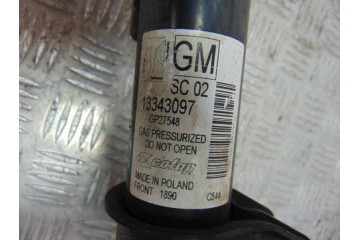 GM
SC 02
13343097
GP27548
GAS PRESSURIZED
DO NOT OPEN
MADE IN POLAND
FRONT 1890
C544